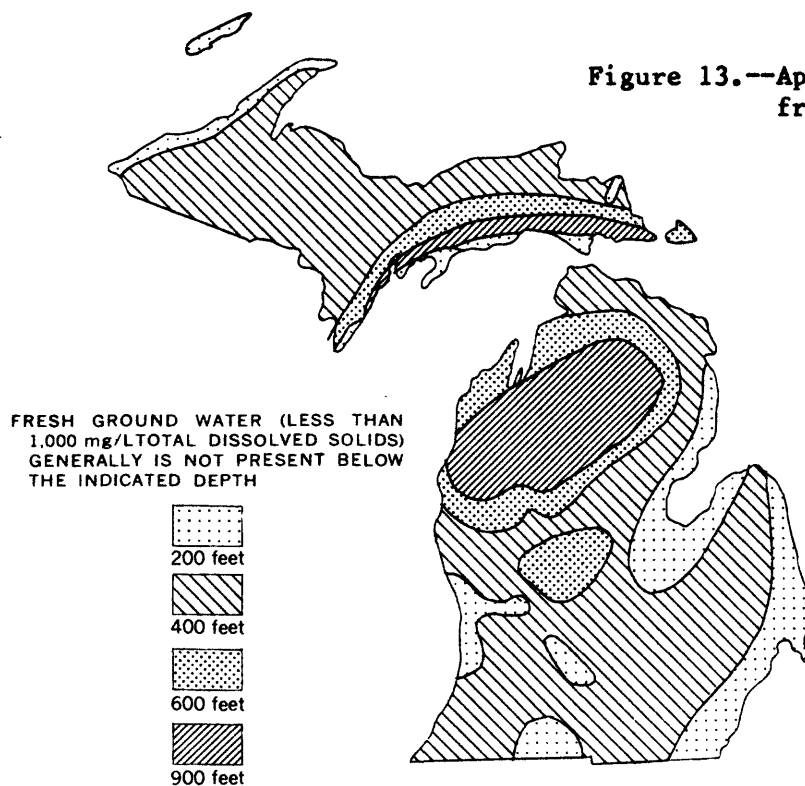 Figure 13.--Ap
fr
FRESH GROUND WATER (LESS THAN
1,000 mg/LTOTAL DISSOLVED SOLIDS)
GENERALLY IS NOT PRESENT BELOW
THE INDICATED DEPTH
200 feet
400 feet
600 feet
900 feet